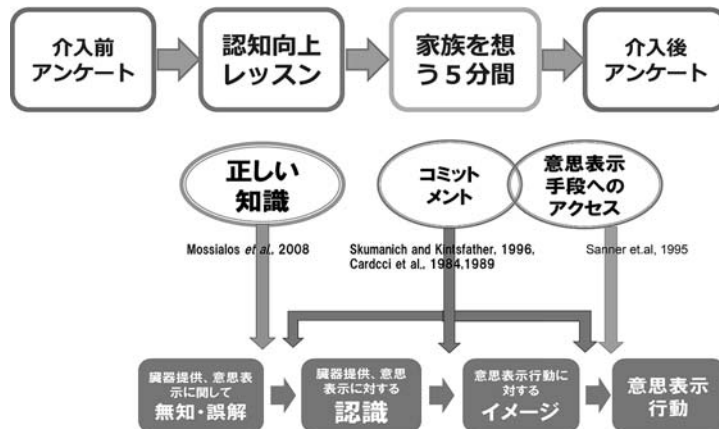 介入前
アンケート
認知向上
レッスン
家族を想
う５分間
介入後
アンケート
正しい
知識
コミット
メント
意思表示
手段への
アクセス
Mossialos et al., 2008
Skumanich and Kintsfather, 1996,
Cardcci et al., 1984,1989
Sanner et.al, 1995
臓器提供、意思表
示に関して
無知・誤解
臓器提供、意思
表示に対する
認識
意思表示行動に
対する
イメージ
意思表示
行動